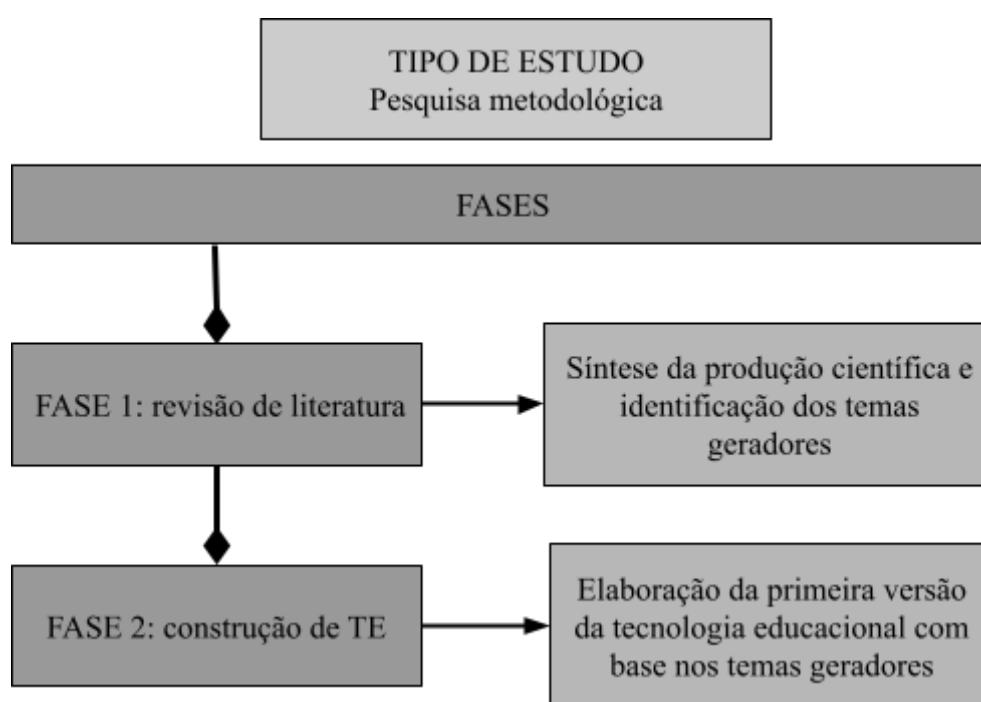 TIPO DE ESTUDO
Pesquisa metodológica
FASES
FASE 1: revisão de literatura
Síntese da produção científica e
identificação dos temas
geradores
FASE 2: construção de TE
Elaboração da primeira versão
da tecnologia educacional com
base nos temas geradores